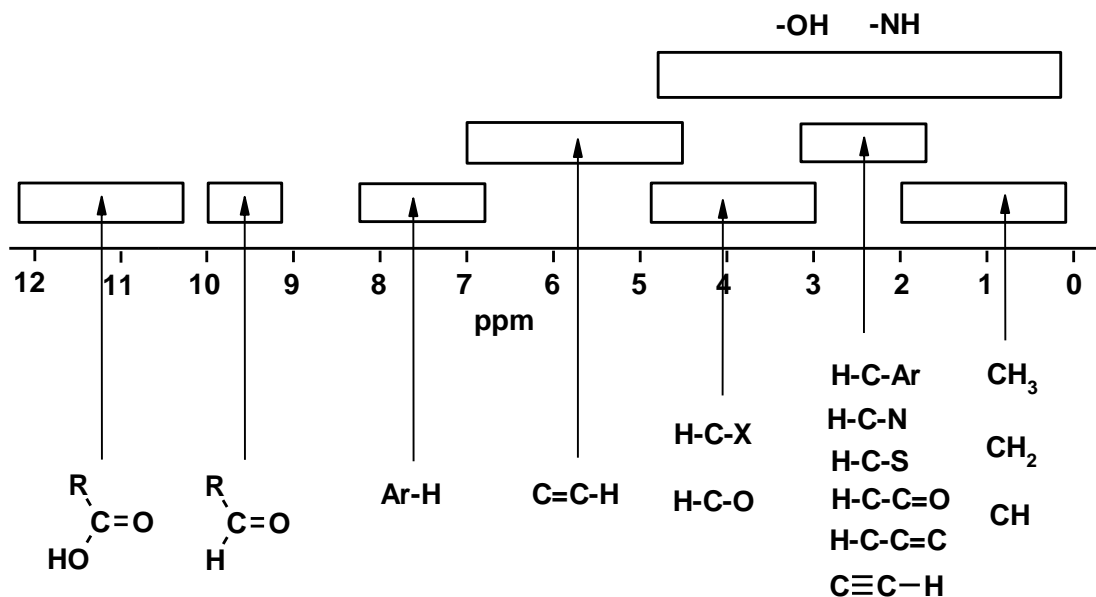 -OH -NH
12 11 10 9 8 7 6 5 4 3 2 1 0
ppm
H-C-Ar
CH3
H-C-X
H-C-N
CH2
H-C-S
R
R
Ar-H
C=C-H
H-C-O
H-C-C=O
CH
C=O
C=O
HO
H
H-C-C=C
C≡C-H